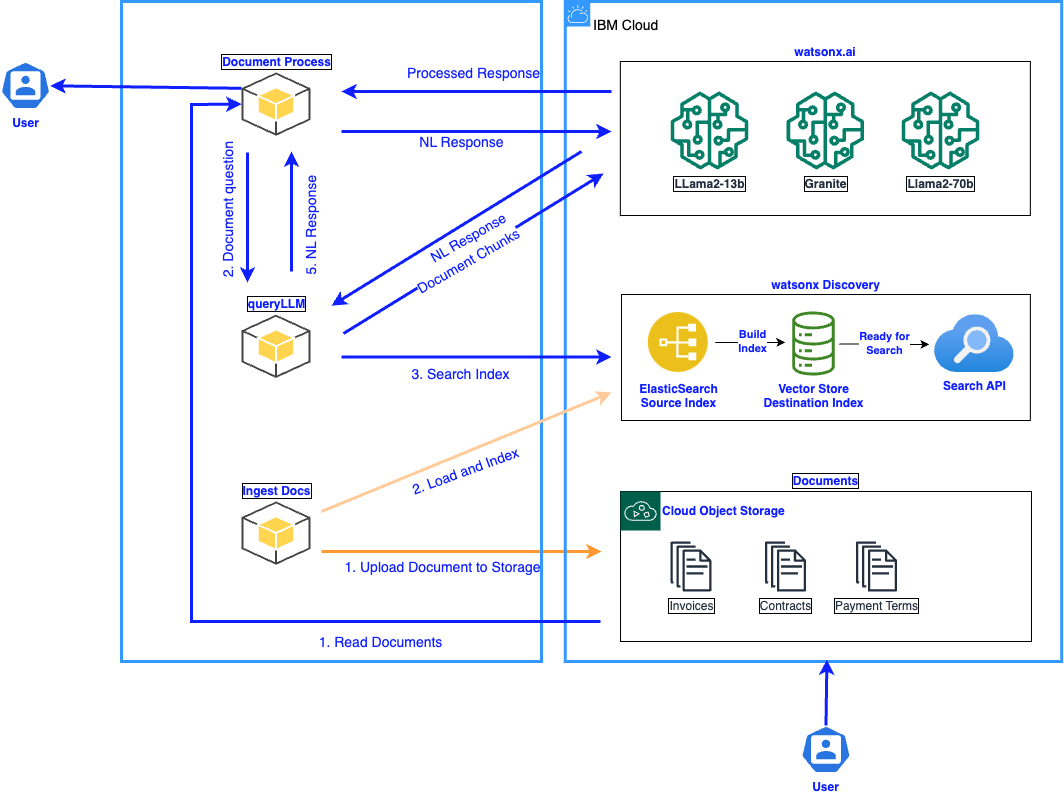 IBM Cloud
Document Process
User
Processed Response
NL Response
watsonx.ai
LLama2-13b
Granite
Llama2-70b
2. Document question
5. NL Response
NL Response
Document Chunks
queryLLM
3. Search Index
watsonx Discovery
Build
Index
Ready for
Search
ElasticSearch
Source Index
Vector Store
Destination Index
Search API
2. Load and Index
Ingest Docs
1. Upload Document to Storage
Documents
Cloud Object Storage
Invoices
Contracts
Payment Terms
1. Read Documents
User